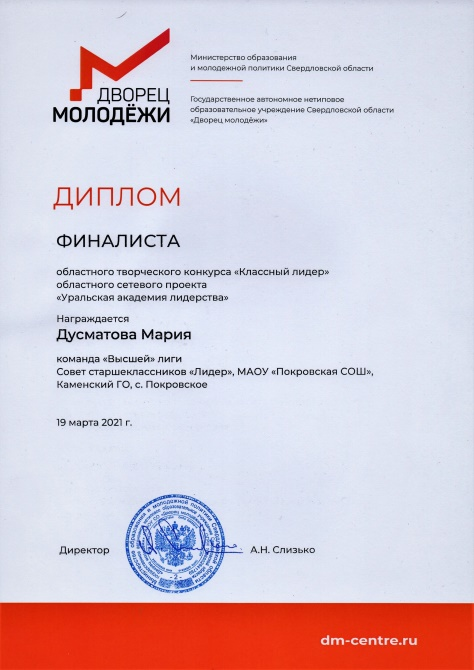 ДВОРЕЦ
МОЛОДЁЖИ
Министерство образования
и молодежной политики Свердловской области
Государственное автономное нетиповое
образовательное учреждение Свердловской области
«Дворец молодёжи»
ДИПЛОМ
ФИНАЛИСТА
областного творческого конкурса «Классный лидер»
областного сетевого проекта
«Уральская академия лидерства»
Награждается
Дусматова Мария
команда «Высшей» лиги
Совет старшеклассников «Лидер», МАОУ «Покровская СОШ»,
Каменский ГО, с. Покровское
19 марта 2021 г.
Директор
А.Н. Слизько
dm-centre.ru